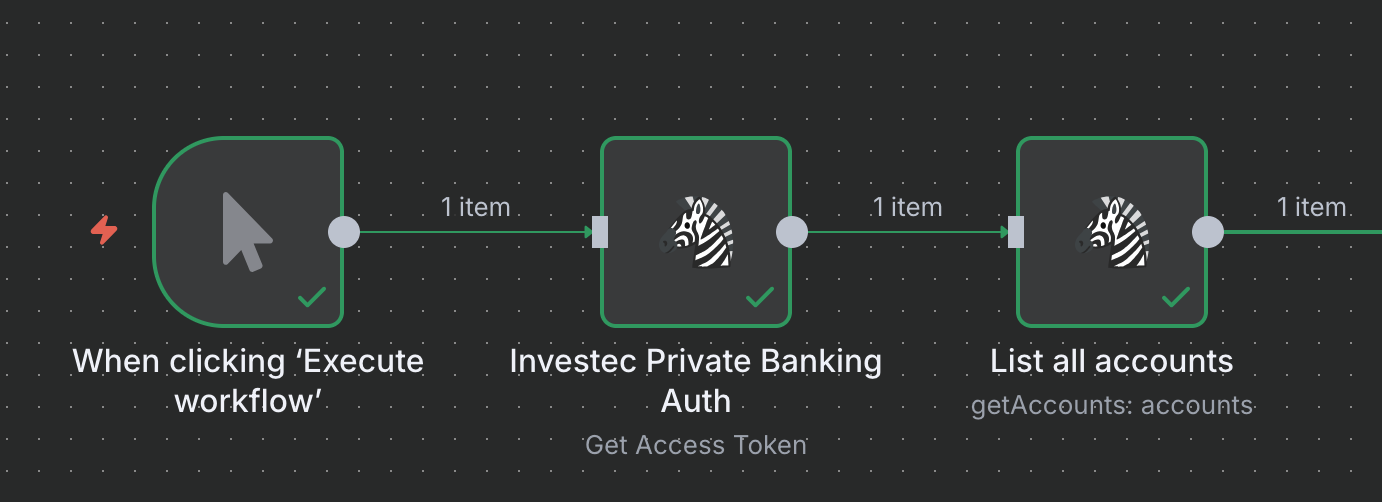 1 item
1 item
1 item
When clicking ‘Execute
workflow’
Investec Private Banking
Auth
Get Access Token
List all accounts
getAccounts: accounts